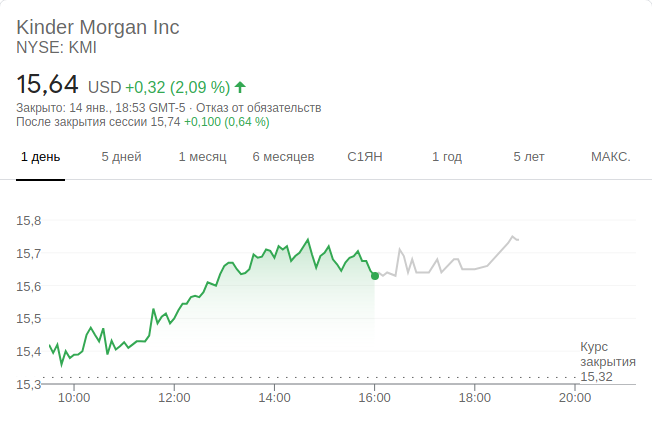 Kinder Morgan Inc
NYSE: KMI
15,64 USD +0,32 (2,09 %)
Закрыто: 14 янв., 18:53 GMT-5 · Отказ от обязательств
После закрытия сессии 15,74 +0,100 (0,64 %)
1 день 5 дней 1 месяц 6 месяцев С1ЯН 1 год 5 лет МАКС.
15,8
15,7
15,6
15,5
15,4
15,3
Курс
закрытия
15,32
10:00 12:00 14:00 16:00 18:00 20:00